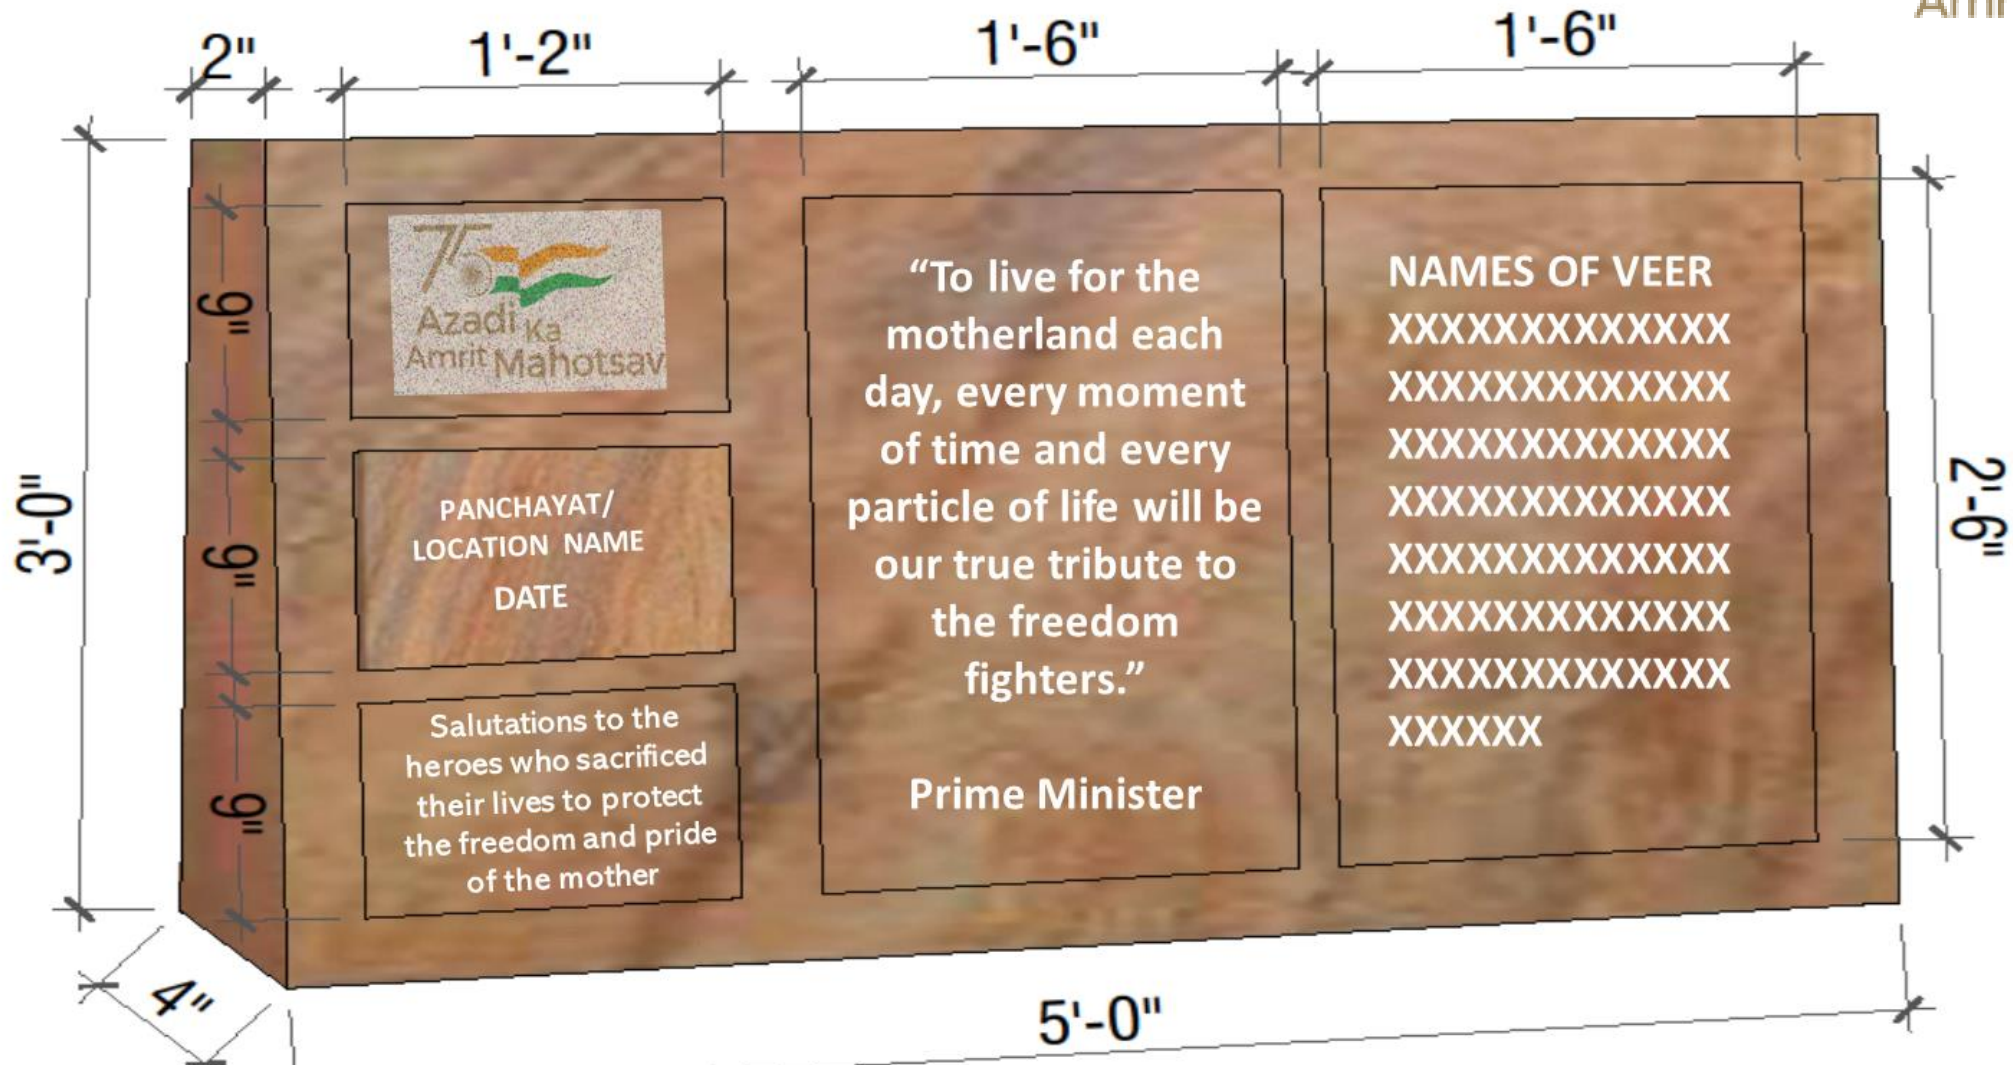 2"
1'-2"
1'-6"
1'-6"
3'-0"
9"
9"
9"
4"
5'-0"
2'-6"
75
Azadi Ka
Amrit Mahotsav
PANCHAYAT/
LOCATION NAME
DATE
Salutations to the
heroes who sacrificed
their lives to protect
the freedom and pride
of the mother
“To live for the
motherland each
day, every moment
of time and every
particle of life will be
our true tribute to
the freedom
fighters.”
Prime Minister
NAMES OF VEER
XXXXXXXXXXXXX
XXXXXXXXXXXXX
XXXXXXXXXXXXX
XXXXXXXXXXXXX
XXXXXXXXXXXXX
XXXXXXXXXXXXX
XXXXXXXXXXXXX
XXXXXX